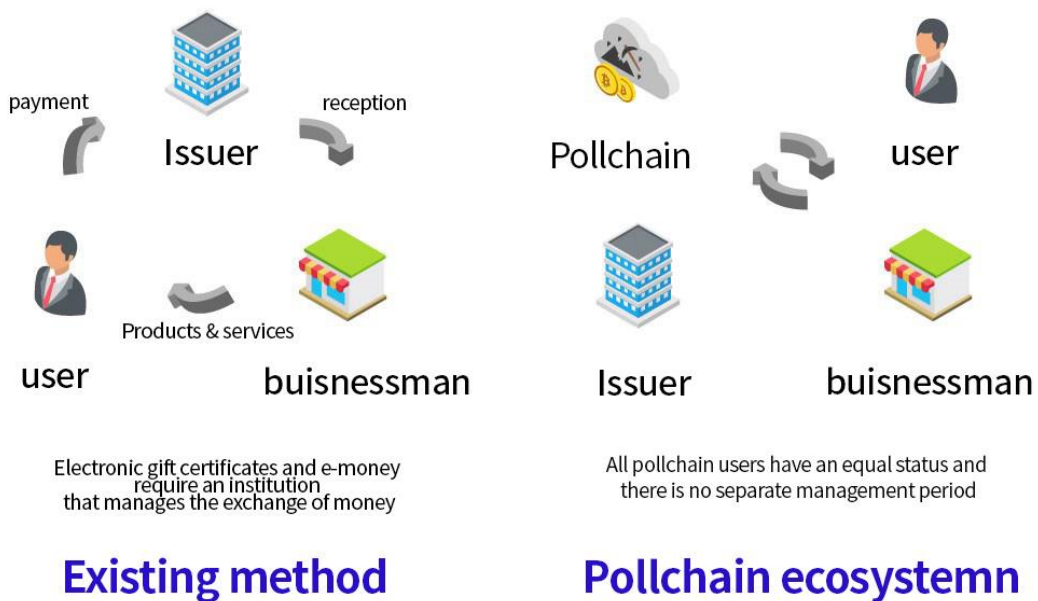 payment
reception
Issuer
Products & services
user
buisnessman
Electronic gift certificates and e-money
require an institution
that manages the exchange of money
Existing method
Pollchain
user
Issuer
buisnessman
All pollchain users have an equal status and
there is no separate management period
Pollchain ecosystemn